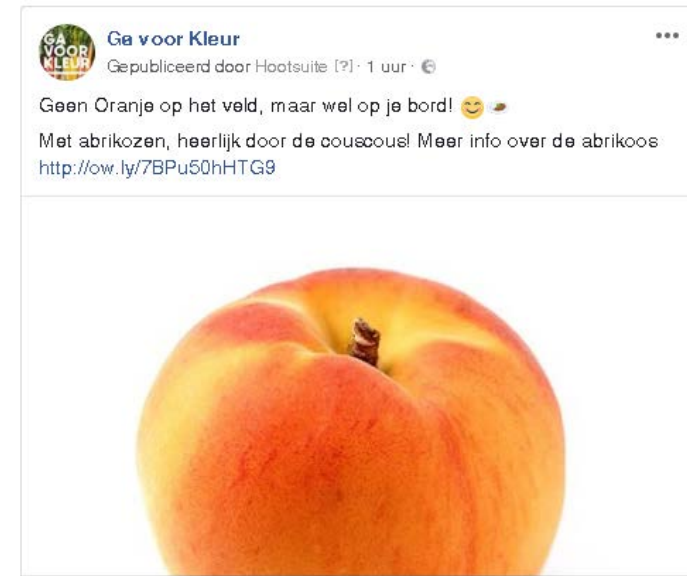 GA
VOOR
KLEUR
Ga voor Kleur
Gepubliceerd door Hootsuite [?] · 1 uur ·
Geen Oranje op het veld, maar wel op je bord! 😊
Met abrikozen, heerlijk door de couscous! Meer info over de abrikoos
http://ow.ly/7BPu50hHTG9